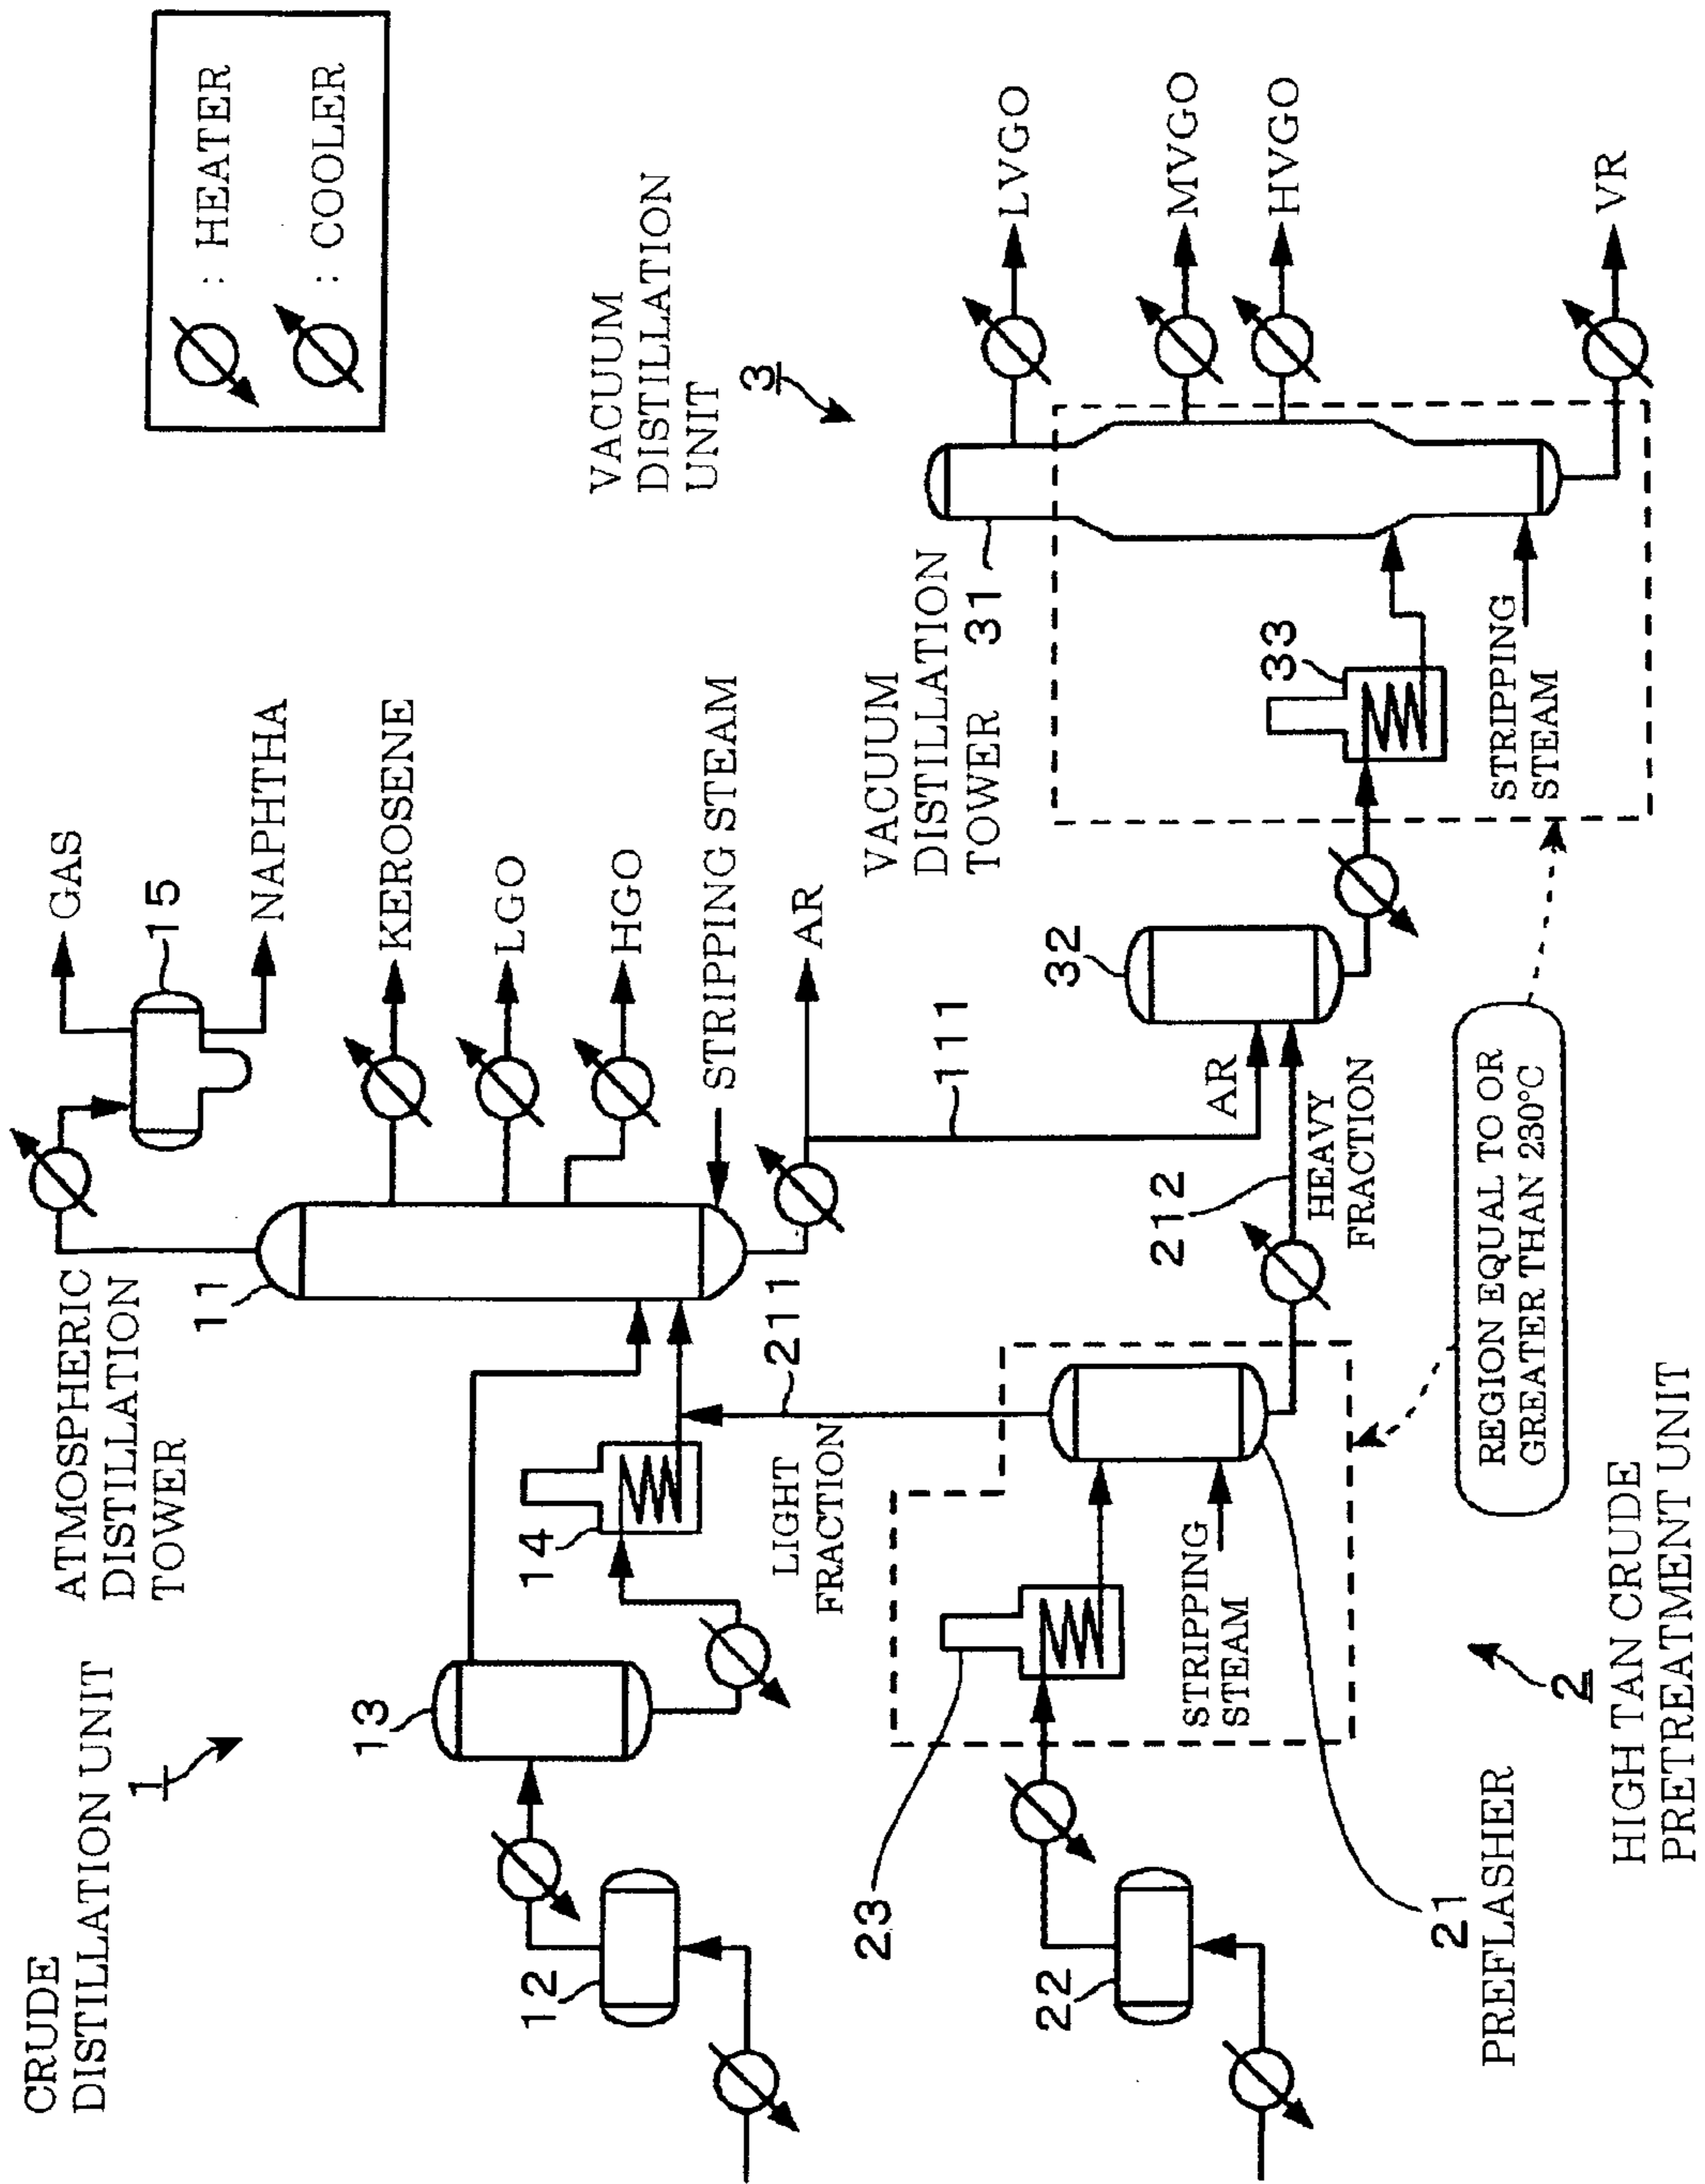 : HEATER
: COOLER
CRUDE
DISTILLATION UNIT
1
ATMOSPHERIC
DISTILLATION
TOWER
11
GAS
15
NAPHTHA
KEROSENE
LGO
HGO
STRIPPING STEAM
AR
12
13
14
LIGHT
FRACTION
211
111
AR
212
HEAVY
FRACTION
22
23
STRIPPING
STEAM
21
PREFLASHER
2
HIGH TAN CRUDE
PRETREATMENT UNIT
REGION EQUAL TO OR
GREATER THAN 230°C
VACUUM
DISTILLATION
UNIT
3
VACUUM
DISTILLATION
TOWER 31
32
33
STRIPPING
STEAM
LVGO
MVGO
HVGO
VR